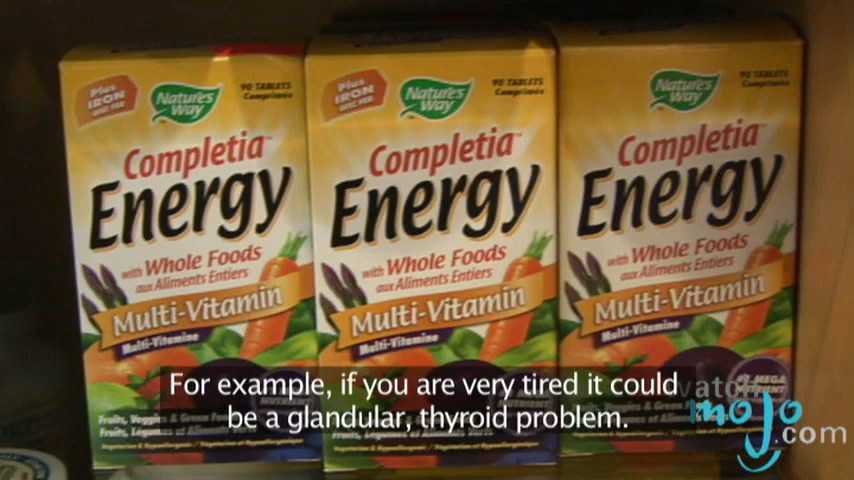 Plus
IRON
Nature's
Way
90 TABLETS
Comprimés
Completia™
Energy
with Whole Foods
aux Aliments Entiers
Multi-Vitamin
Multi-Vitamine
Plus
IRON
Nature's
Way
90 TABLETS
Comprimés
Completia™
Energy
with Whole Foods
aux Aliments Entiers
Multi-Vitamin
Multi-Vitamine
Nature's
Way
90 TABLETS
Comprimés
Completia™
Energy
with Whole Foods
aux Aliments Entiers
Multi-Vitamin
Multi-Vitamine
For example, if you are very tired it could
be a glandular, thyroid problem.
mojo
.com